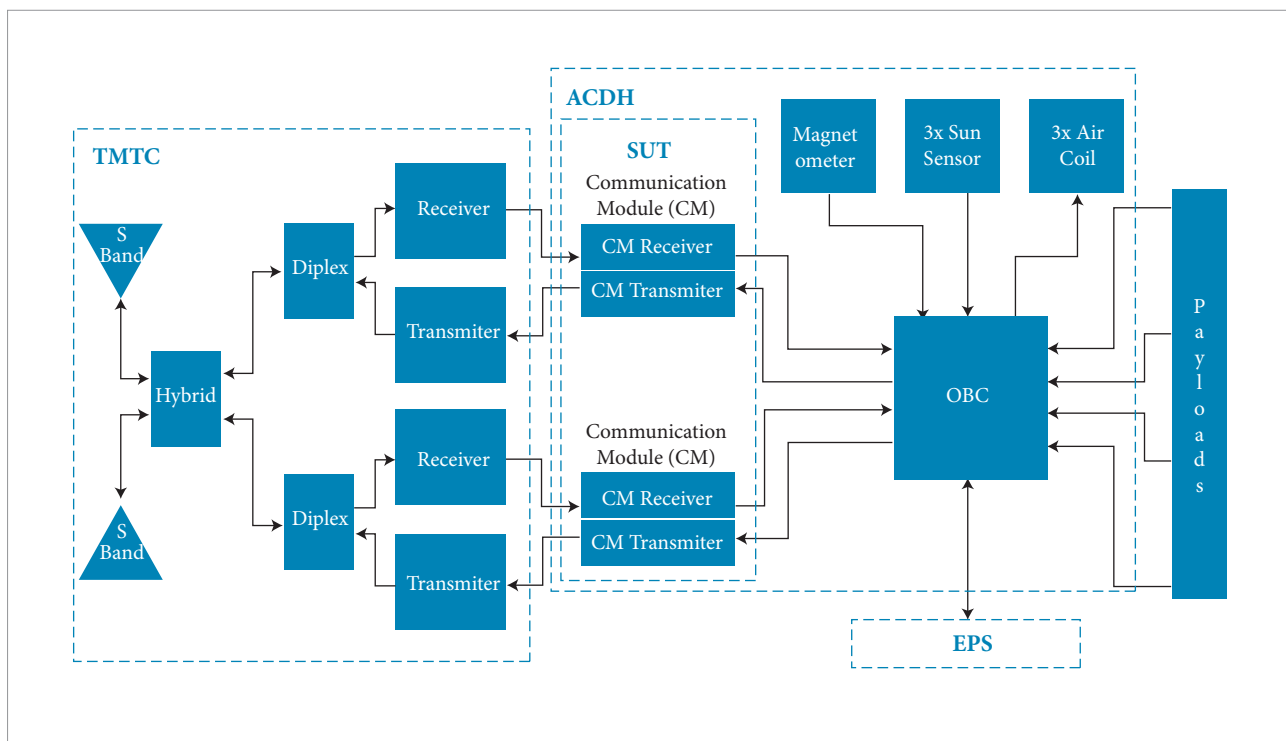 ACDH
TMTC
SUT
Magnet
ometer
3x Sun
Sensor
3x Air
Coil
Communication
Module (CM)
Receiver
CM Receiver
CM Transmiter
S
Band
Diplex
Transmiter
Hybrid
OBC
P
a
y
l
o
a
d
s
Communication
Module (CM)
Receiver
CM Receiver
CM Transmiter
S
Band
Diplex
Transmiter
EPS